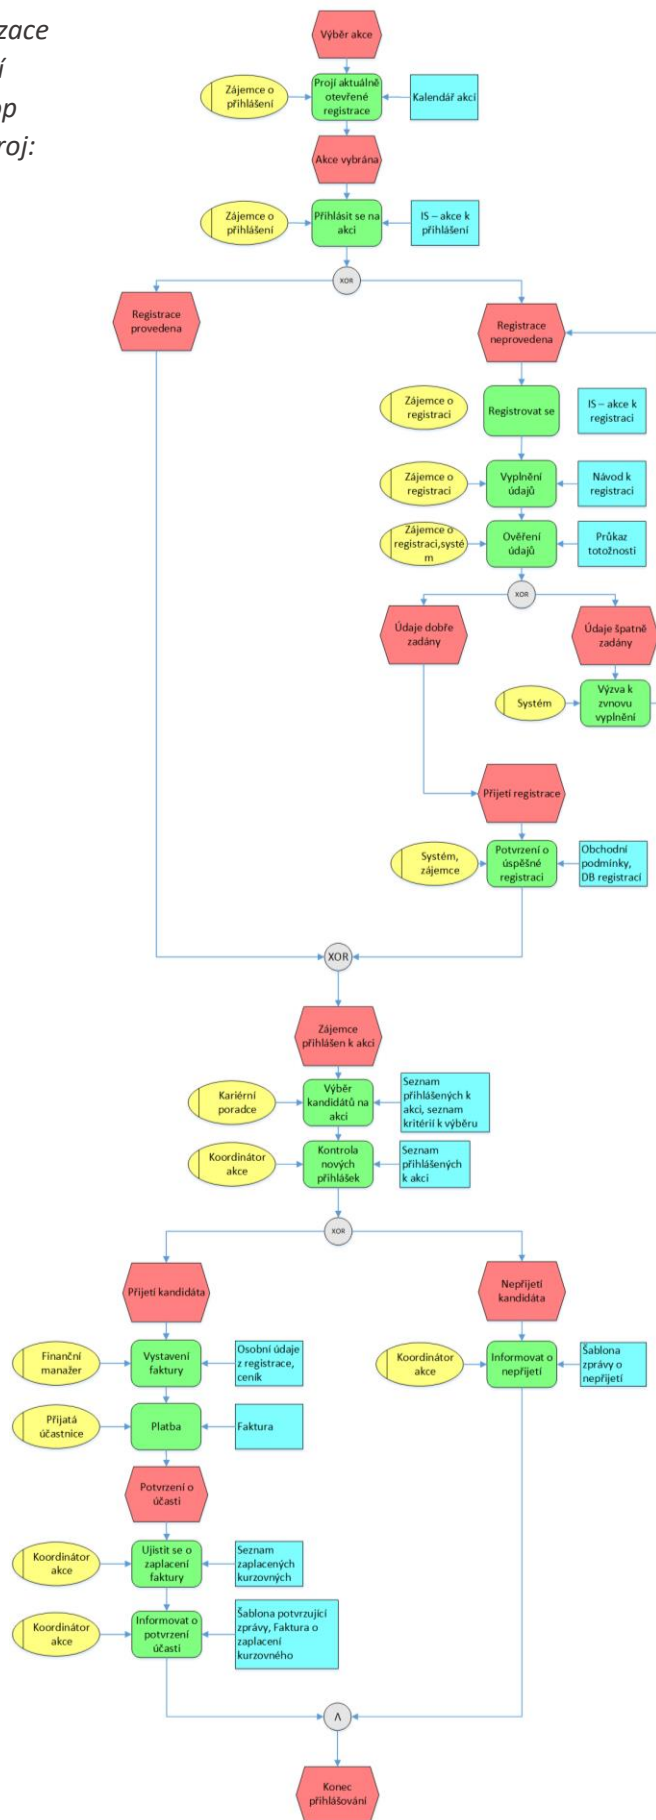 zace
í
op
roj:
Výběr akce
Zájemce o
přihlášení
Projí aktuálně
otevřené
registrace
Kalendář akcí
Akce vybrána
Zájemce o
přihlášení
Přihlásit se na
akci
IS – akce k
přihlášení
XOR
Registrace
provedena
Registrace
neprovedena
Zájemce o
registraci
Registrovat se
IS – akce k
registraci
Zájemce o
registraci
Vyplnění
údajů
Návod k
registraci
Zájemce o
registraci,systé
m
Ověření
údajů
Průkaz
totožností
XOR
Údaje dobře
zadány
Údaje špatně
zadány
Systém
Výzva k
zvnovu
vyplnění
Přijetí registrace
Systém,
zájemce
Potvrzení o
úspěšné
registraci
Obchodní
podmínky,
DB registrací
XOR
Zájemce
přihlášen k akci
Kariérní
poradce
Výběr
kandidátů na
akci
Seznam
přihlášených k
akci, seznam
kritérií k výběru
Koordinátor
akce
Kontrola
nových
přihlášek
Seznam
přihlášených
k akci
XOR
Přijetí kandidáta
Nepřijetí
kandidáta
Finanční
manažer
Vystavení
faktury
Osobní údaje
z registrace,
ceník
Koordinátor
akce
Informovat o
nepřijetí
Šablona
zprávy o
nepřijetí
Přijatá
účastnice
Platba
Faktura
Potvrzení o
účasti
Koordinátor
akce
Ujistit se o
zaplacení
faktury
Seznam
zaplacených
kurzovných
Koordinátor
akce
Informovat o
potvrzení
účasti
Šablona potvrzující
zprávy, Faktura o
zaplacení
kurzovného
Λ
Konec
přihlašování